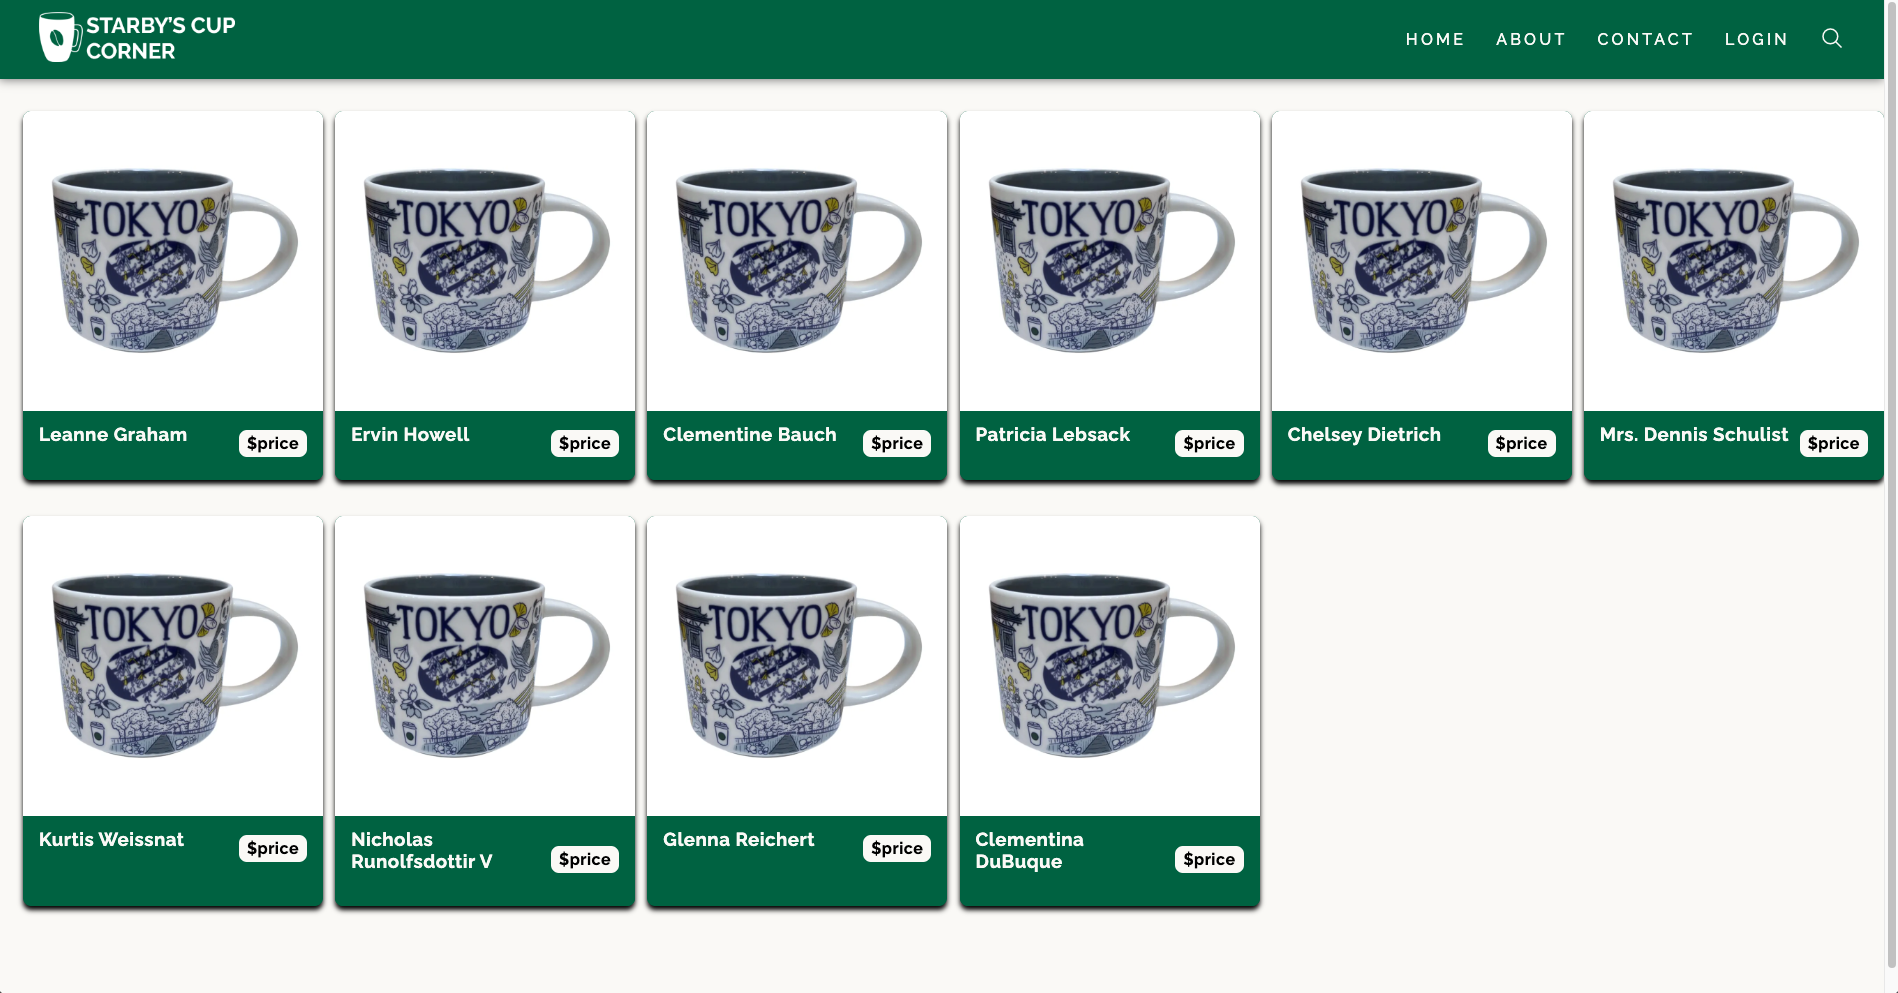 STARBY'S CUP
CORNER
HOME ABOUT CONTACT LOGIN
TOKYO TOKYO TOKYO TOKYO TOKYO TOKYO
Leanne Graham $price Ervin Howell $price Clementine Bauch $price Patricia Lebsack $price Chelsey Dietrich $price Mrs. Dennis Schulist $price
TOKYO TOKYO TOKYO TOKYO
Kurtis Weissnat $price
Nicholas
Runolfsdottir V $price
Glenna Reichert $price
Clementina
DuBuque $price